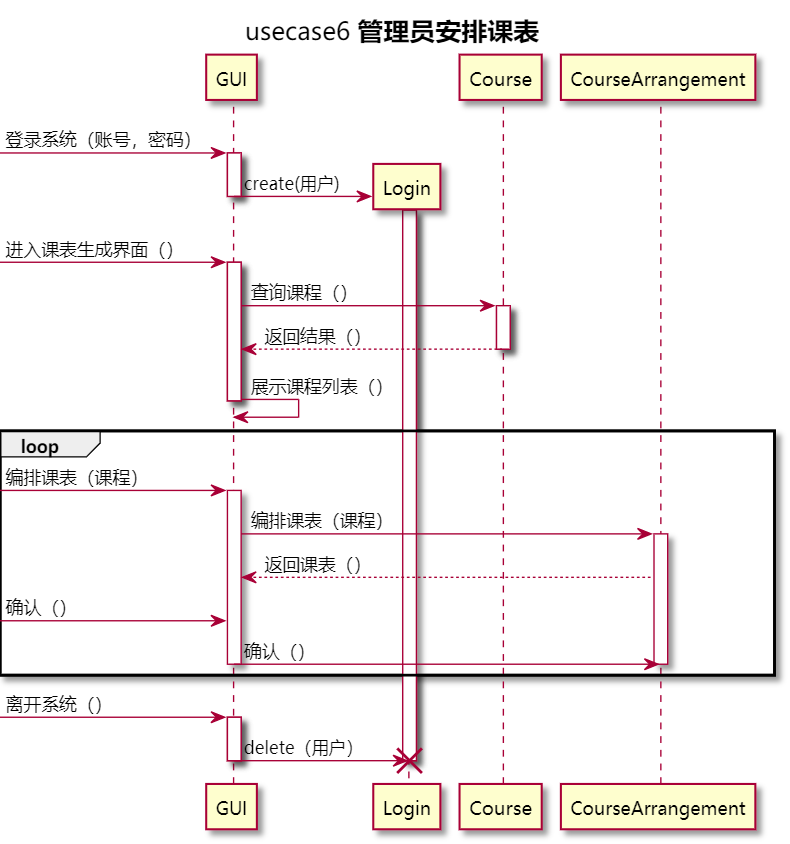 usecase6 管理员安排课表
GUI
Course
CourseArrangement
登录系统（账号，密码）
create(用户)
Login
进入课表生成界面（）
查询课程（）
返回结果（）
展示课程列表（）
loop
编排课表（课程）
编排课表（课程）
返回课表（）
确认（）
确认（）
离开系统（）
delete（用户）
GUI
Login
Course
CourseArrangement